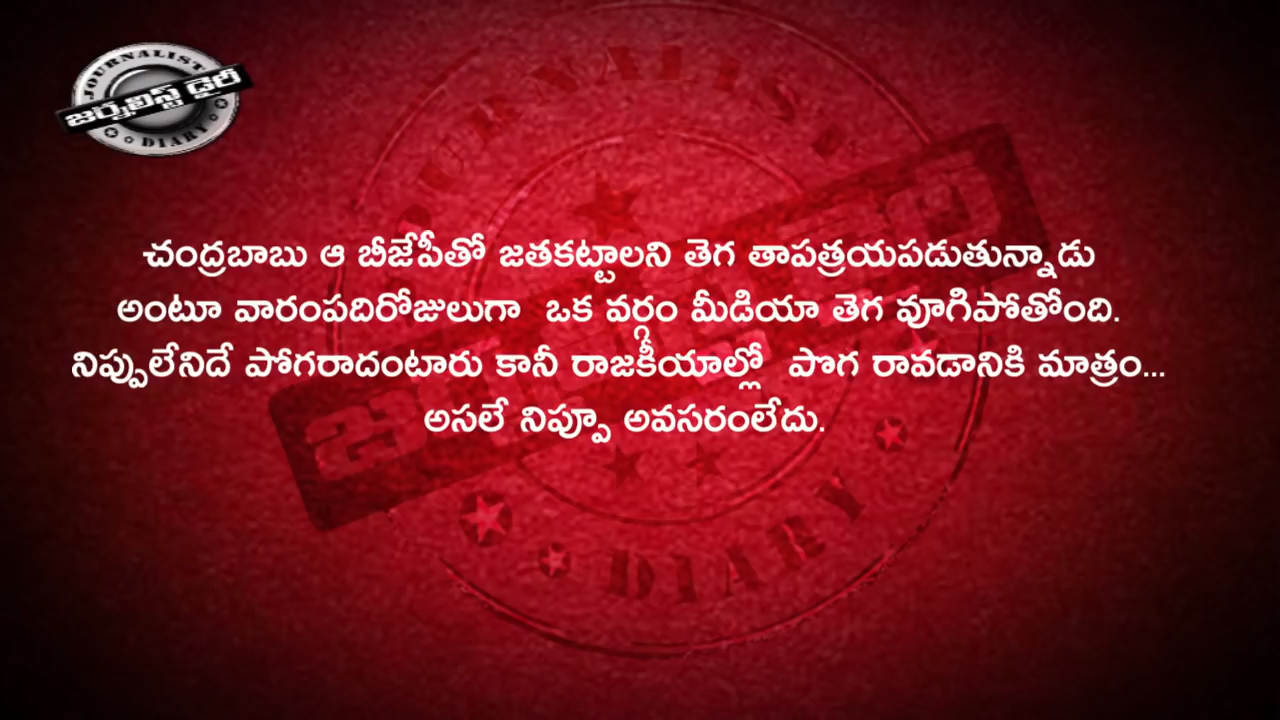 JOURNALIST
జర్నలిస్ట్ డైరీ
DIARY
చంద్రబాబు ఆ బీజేపీతో జతకట్టాలని తెగ తాపత్రయపడుతున్నాడు
అంటూ వారంపదిరోజులుగా ఒక వర్గం మీడియా తెగ వూగిపోతోంది.
నిప్పులేనిదే పోగరాదంటారు కానీ రాజకీయాల్లో పొగ రావడానికి మాత్రం...
అసలే నిప్పూ అవసరంలేదు.